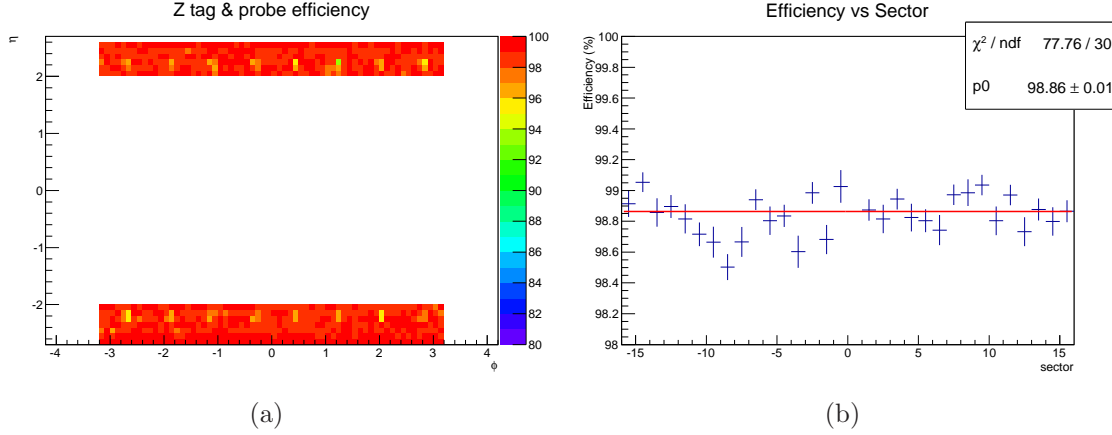 Z tag & probe efficiency
η
2
1
0
-1
-2
-4 -3 -2 -1 0 1 2 3 4
φ
100
98
96
94
92
90
88
86
84
82
80
(a)
Efficiency vs Sector
χ² / ndf 77.76 / 30
p0 98.86 ± 0.01
Efficiency (%)
100
99.8
99.6
99.4
99.2
99
98.8
98.6
98.4
98.2
98
-15 -10 -5 0 5 10 15
sector
(b)